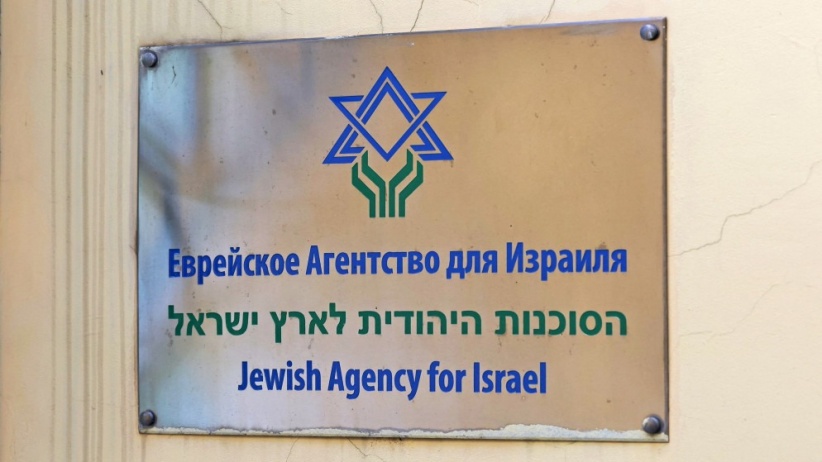 Еврейское Агентство для Израиля
הסוכנות היהודית לארץ ישראל
Jewish Agency for Israel